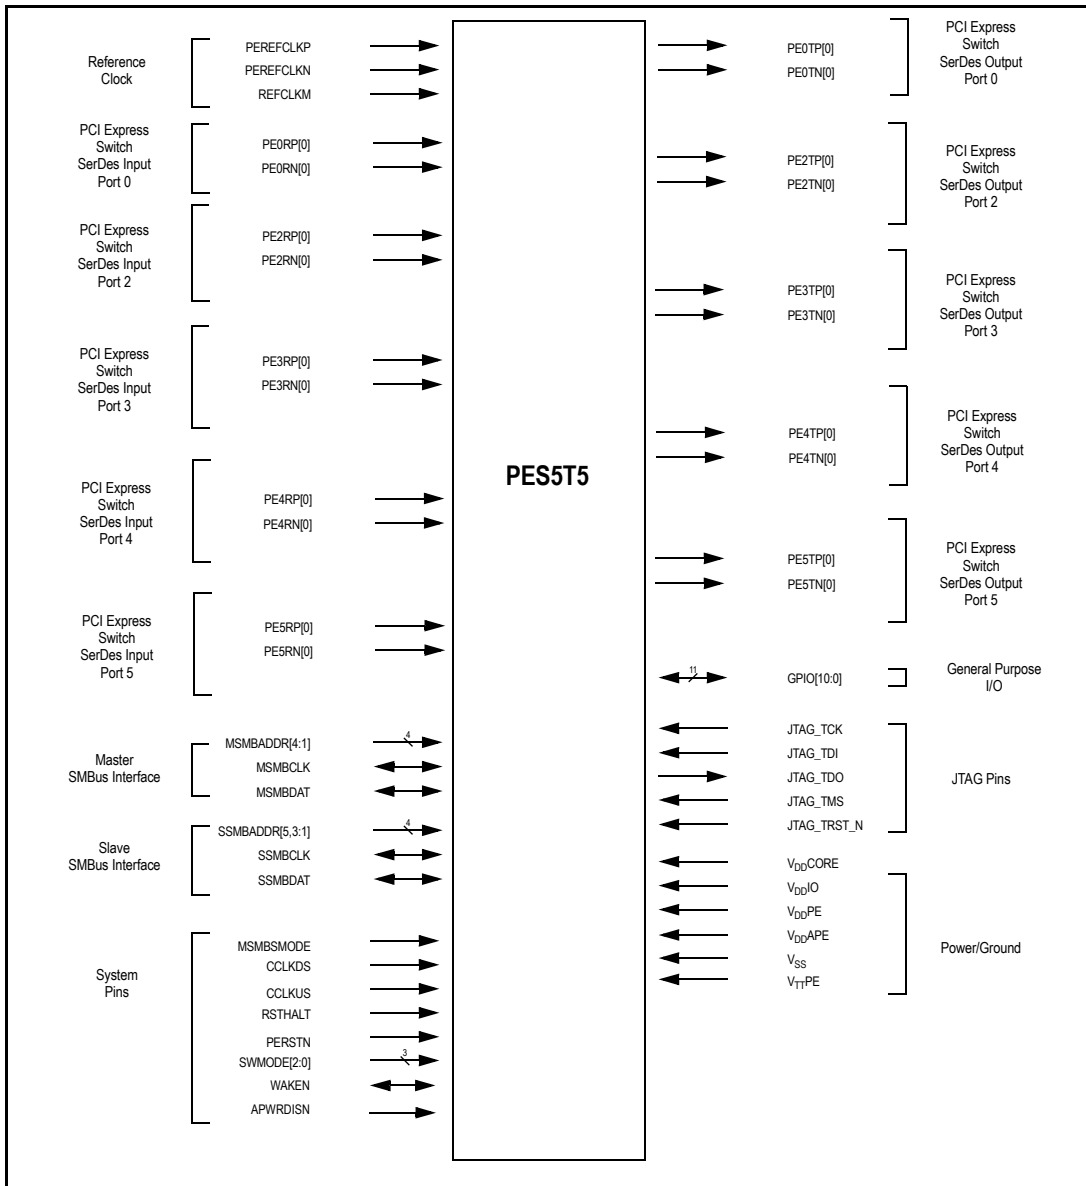 Reference
Clock
PEREFCLKP
PEREFCLKN
REFCLKM
PCI Express
Switch
SerDes Input
Port 0
PE0RP[0]
PE0RN[0]
PCI Express
Switch
SerDes Input
Port 2
PE2RP[0]
PE2RN[0]
PCI Express
Switch
SerDes Input
Port 3
PE3RP[0]
PE3RN[0]
PCI Express
Switch
SerDes Input
Port 4
PE4RP[0]
PE4RN[0]
PCI Express
Switch
SerDes Input
Port 5
PE5RP[0]
PE5RN[0]
Master
SMBus Interface
MSMBADDR[4:1]
4
MSMBCLK
MSMBDAT
Slave
SMBus Interface
SSMBADDR[5,3:1]
4
SSMBCLK
SSMBDAT
System
Pins
MSMBSMODE
CCLKDS
CCLKUS
RSTHALT
PERSTN
SWMODE[2:0]
3
WAKEN
APWRDISN
PES5T5
PE0TP[0]
PE0TN[0]
PCI Express
Switch
SerDes Output
Port 0
PE2TP[0]
PE2TN[0]
PCI Express
Switch
SerDes Output
Port 2
PE3TP[0]
PE3TN[0]
PCI Express
Switch
SerDes Output
Port 3
PE4TP[0]
PE4TN[0]
PCI Express
Switch
SerDes Output
Port 4
PE5TP[0]
PE5TN[0]
PCI Express
Switch
SerDes Output
Port 5
11
GPIO[10:0]
General Purpose
I/O
JTAG_TCK
JTAG_TDI
JTAG_TDO
JTAG_TMS
JTAG_TRST_N
JTAG Pins
VDDCORE
VDDIO
VDDPE
VDDAPE
VSS
VTTPE
Power/Ground